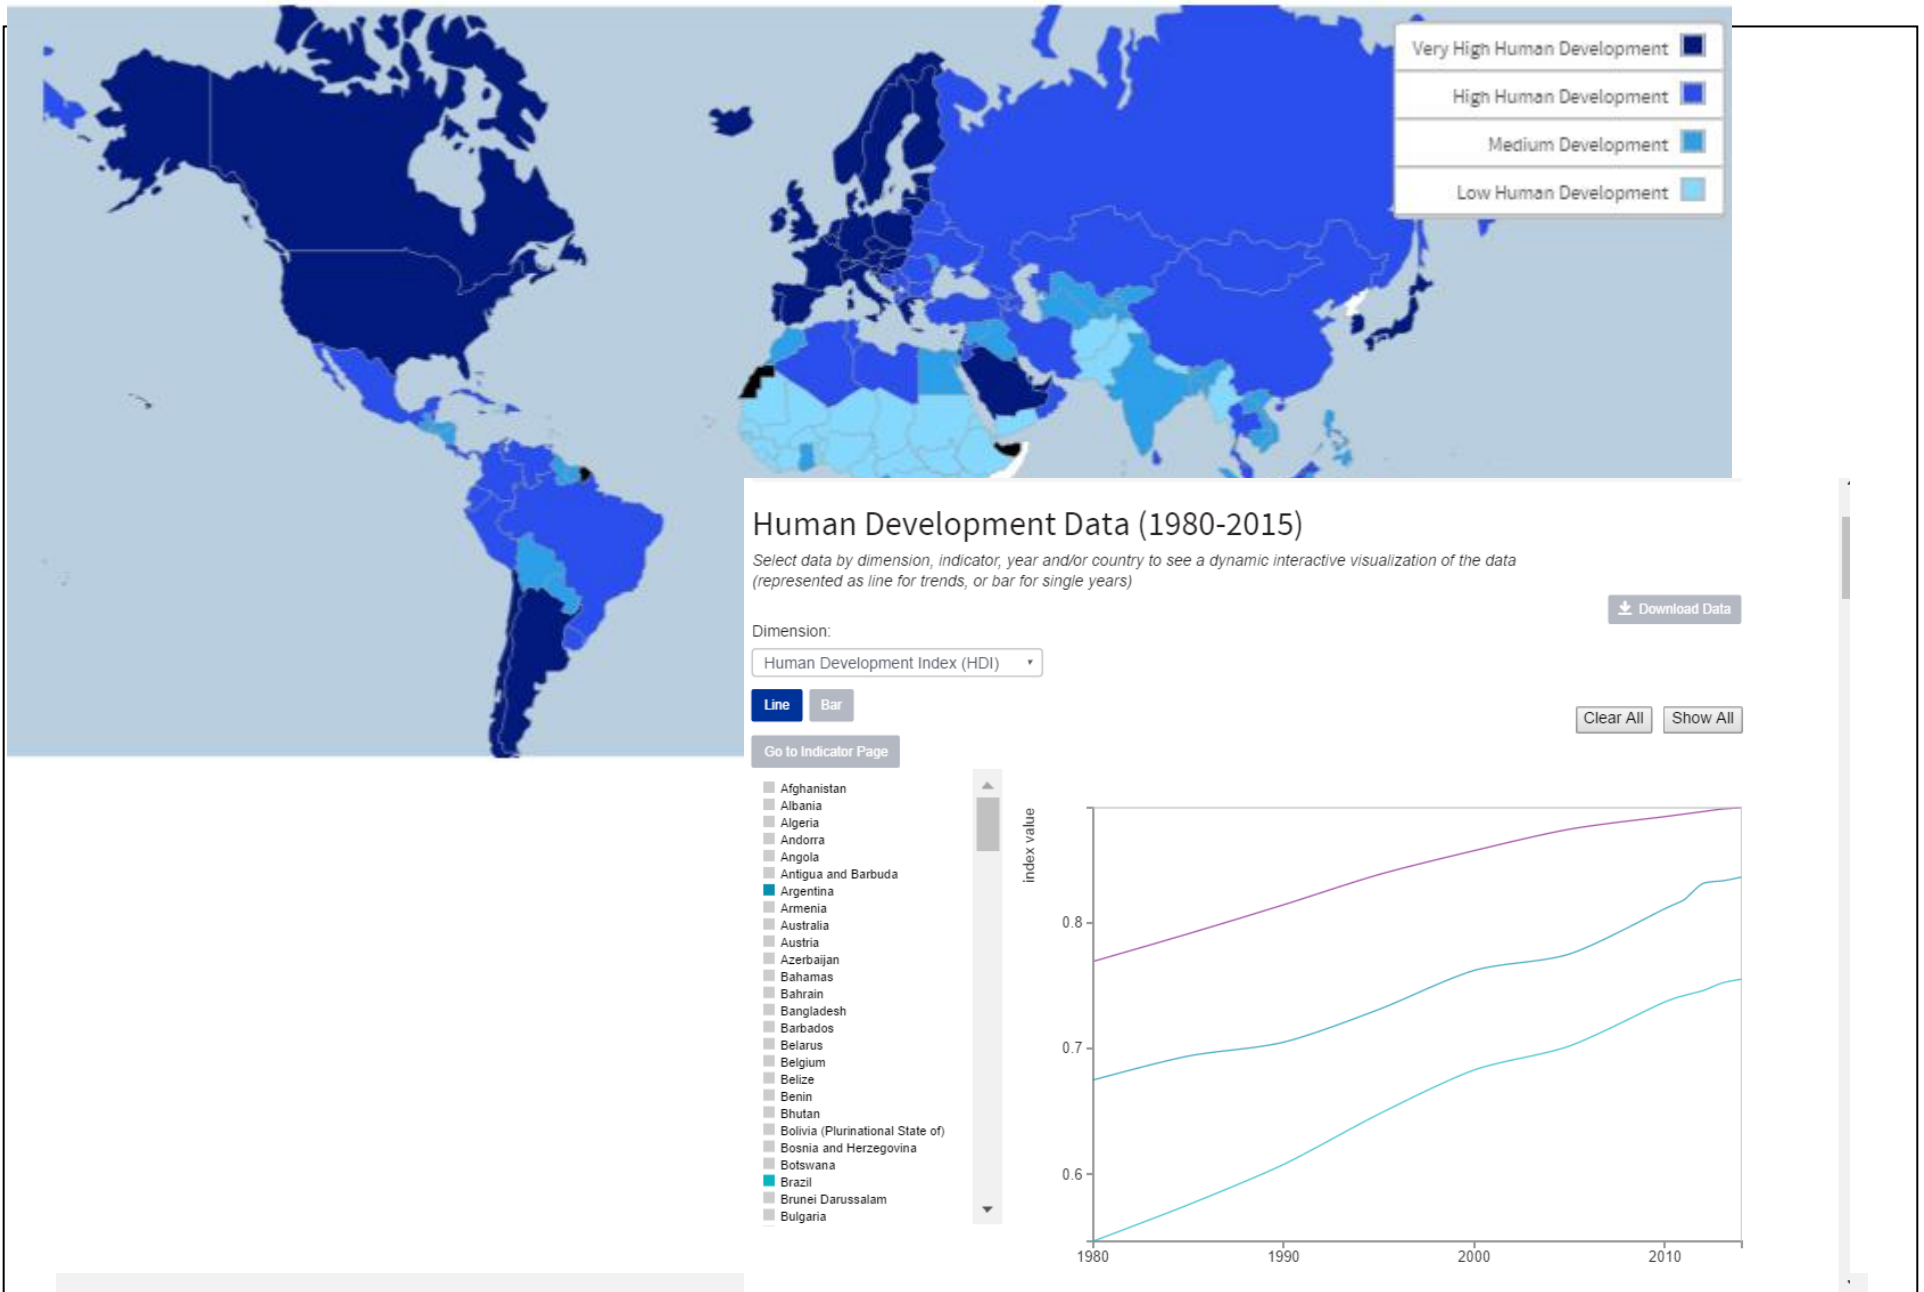 Very High Human Development
High Human Development
Medium Development
Low Human Development
Human Development Data (1980-2015)
Select data by dimension, indicator, year and/or country to see a dynamic interactive visualization of the data
(represented as line for trends, or bar for single years)
Download Data
Dimension:
Human Development Index (HDI)
Line Bar
Clear All Show All
Go to Indicator Page
Afghanistan
Albania
Algeria
Andorra
Angola
Antigua and Barbuda
Argentina
Armenia
Australia
Austria
Azerbaijan
Bahamas
Bahrain
Bangladesh
Barbados
Belarus
Belgium
Belize
Benin
Bhutan
Bolivia (Plurinational State of)
Bosnia and Herzegovina
Botswana
Brazil
Brunei Darussalam
Bulgaria
index value
0.8
0.7
0.6
1980 1990 2000 2010